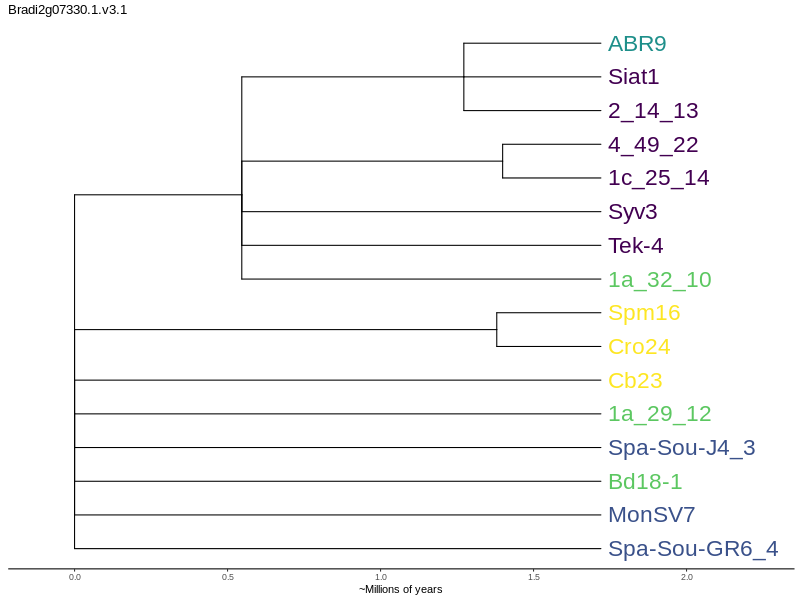 Bradi2g07330.1.v3.1
ABR9
Siat1
2_14_13
4_49_22
1c_25_14
Syv3
Tek-4
1a_32_10
Spm16
Cro24
Cb23
1a_29_12
Spa-Sou-J4_3
Bd18-1
MonSV7
Spa-Sou-GR6_4
0.0 0.5 1.0 1.5 2.0
~Millions of years